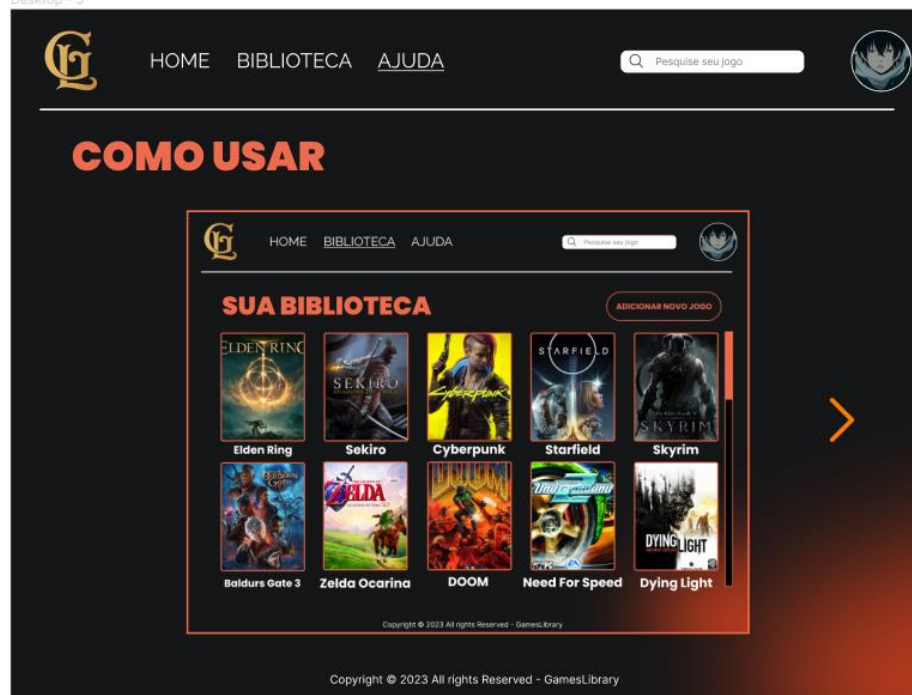 Desktop - 5
GL
HOME BIBLIOTECA AJUDA
Pesquise seu jogo
COMO USAR
GL
HOME BIBLIOTECA AJUDA
Pesquise seu jogo
SUA BIBLIOTECA
ADICIONAR NOVO JOGO
ELDEN RING
SEKIRO
Cyberpunk
STARFIELD
SKYRIM
Elden Ring
Sekiro
Cyberpunk
Starfield
Skyrim
Baldur's Gate
ZELDA
DOOM
Underground
DYING LIGHT
Baldurs Gate 3
Zelda Ocarina
DOOM
Need For Speed
Dying Light
Copyright © 2023 All rights Reserved - GamesLibrary
Copyright © 2023 All rights Reserved - GamesLibrary